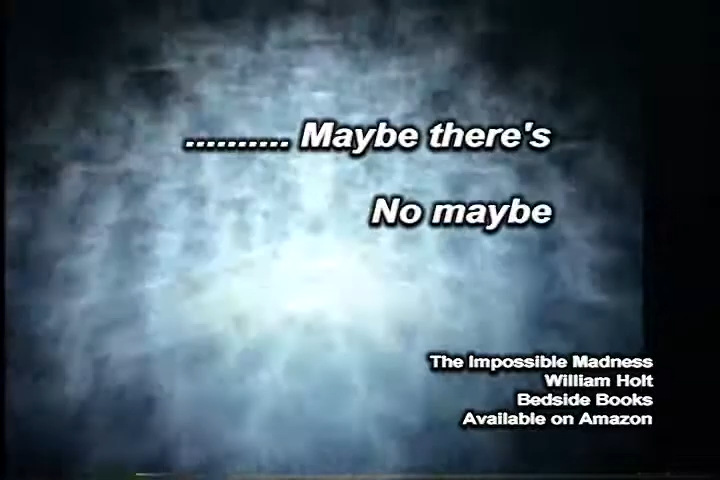 .......... Maybe there's
No maybe
The Impossible Madness
William Holt
Bedside Books
Available on Amazon